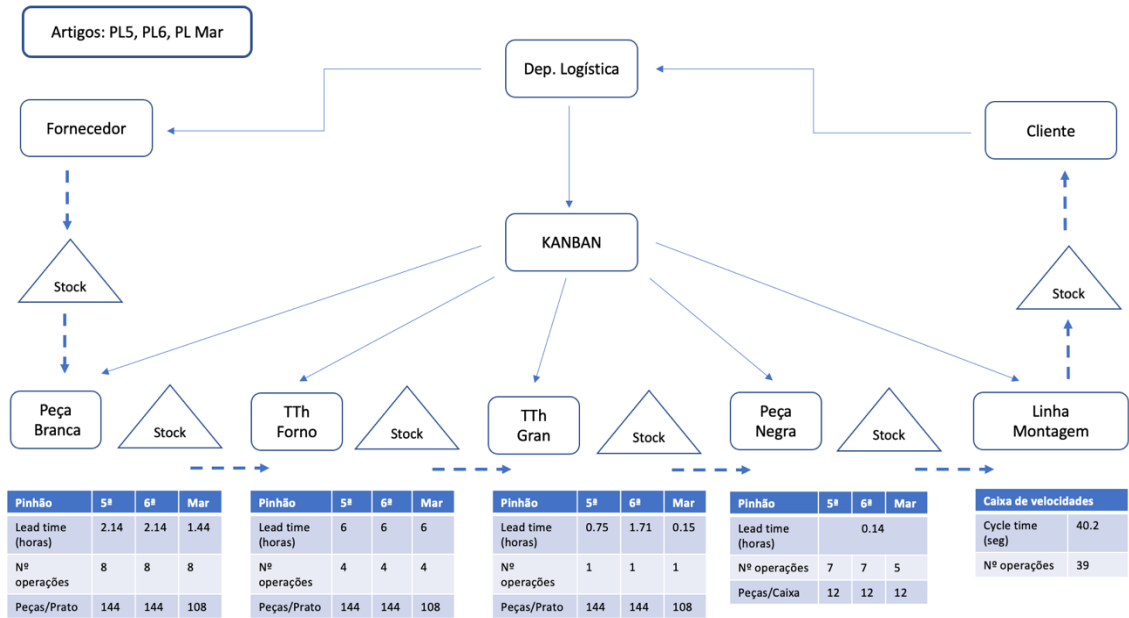 Artigos: PL5, PL6, PL Mar
Dep. Logística
Fornecedor
Cliente
KANBAN
Stock
Stock
Peça
Branca
Stock
TTh
Forno
Stock
TTh
Gran
Stock
Peça
Negra
Stock
Linha
Montagem
Pinhão 5ª 6ª Mar
Lead time
(horas) 2.14 2.14 1.44
Nº
operações 8 8 8
Peças/Prato 144 144 108
Pinhão 5ª 6ª Mar
Lead time
(horas) 6 6 6
Nº
operações 4 4 4
Peças/Prato 144 144 108
Pinhão 5ª 6ª Mar
Lead time
(horas) 0.75 1.71 0.15
Nº
operações 1 1 1
Peças/Prato 144 144 108
Pinhão 5ª 6ª Mar
Lead time
(horas) 0.14
Nº operações 7 7 5
Peças/Caixa 12 12 12
Caixa de velocidades
Cycle time
(seg) 40.2
Nº operações 39